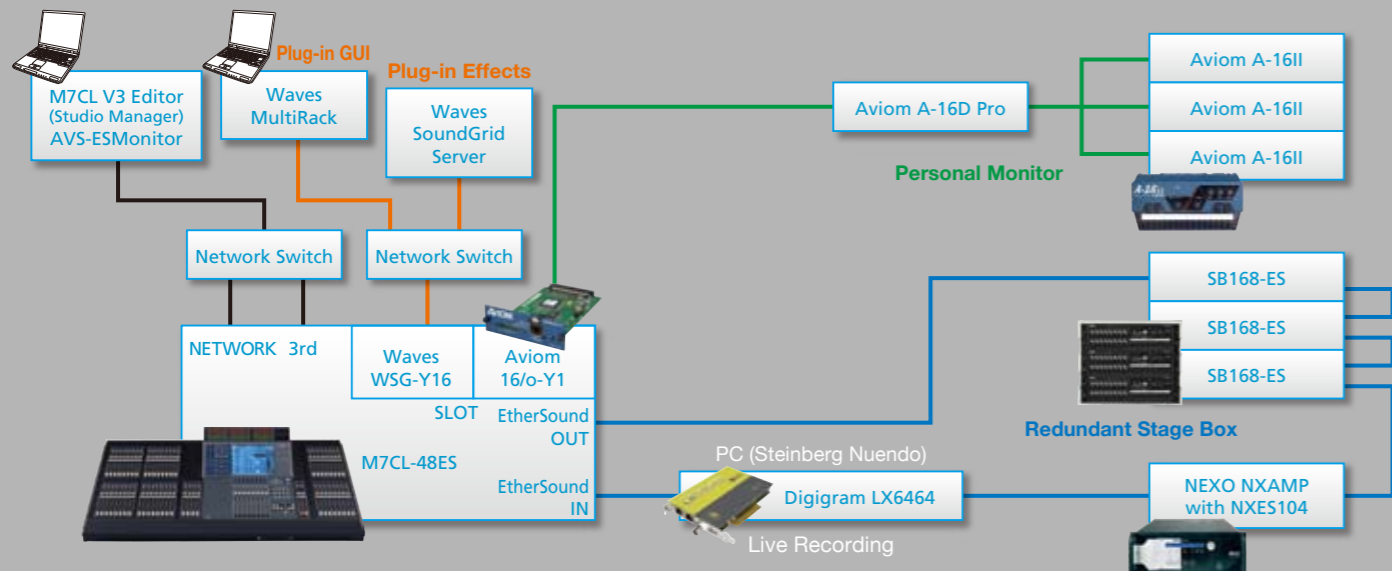 Plug-in GUI
Plug-in Effects
M7CL V3 Editor
(Studio Manager)
AVS-ESMonitor
Waves
MultiRack
Waves
SoundGrid
Server
Aviom A-16D Pro
Aviom A-16II
Aviom A-16II
Aviom A-16II
Personal Monitor
Network Switch
Network Switch
NETWORK 3rd
Waves
WSG-Y16
Aviom
16/o-Y1
SLOT
EtherSound
OUT
M7CL-48ES
EtherSound
IN
SB168-ES
SB168-ES
SB168-ES
Redundant Stage Box
PC (Steinberg Nuendo)
Digigram LX6464
Live Recording
NEXO NXAMP
with NXES104